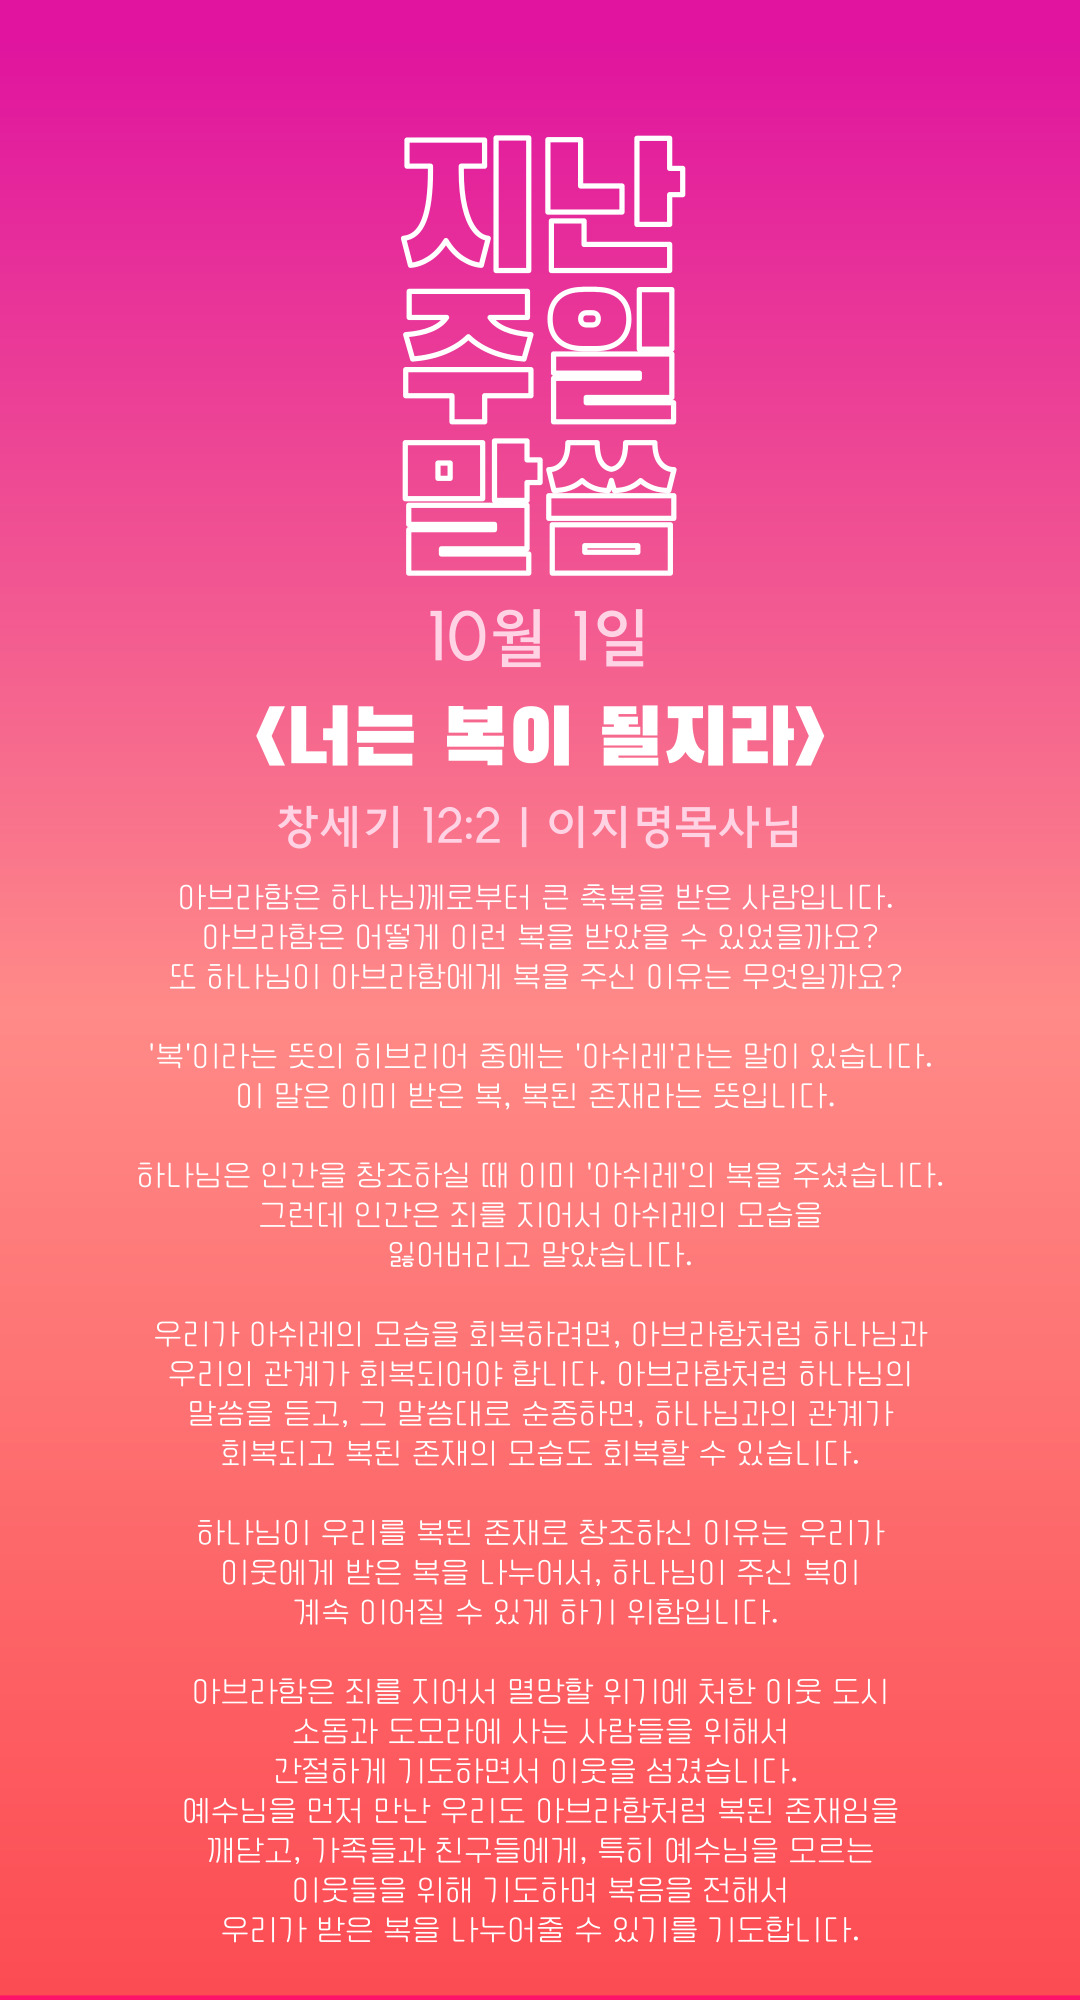 지난
주일
말씀
10월 1일
<너는 복이 될지라>
창세기 12:2 | 이지명목사님
아브라함은 하나님께로부터 큰 축복을 받은 사람입니다.
아브라함은 어떻게 이런 복을 받았을 수 있었을까요?
또 하나님이 아브라함에게 복을 주신 이유는 무엇일까요?
'복'이라는 뜻의 히브리어 중에는 '아쉬레'라는 말이 있습니다.
이 말은 이미 받은 복, 복된 존재라는 뜻입니다.
하나님은 인간을 창조하실 때 이미 '아쉬레'의 복을 주셨습니다.
그런데 인간은 죄를 지어서 아쉬레의 모습을
잃어버리고 말았습니다.
우리가 아쉬레의 모습을 회복하려면, 아브라함처럼 하나님과
우리의 관계가 회복되어야 합니다. 아브라함처럼 하나님의
말씀을 듣고, 그 말씀대로 순종하면, 하나님과의 관계가
회복되고 복된 존재의 모습도 회복할 수 있습니다.
하나님이 우리를 복된 존재로 창조하신 이유는 우리가
이웃에게 받은 복을 나누어서, 하나님이 주신 복이
계속 이어질 수 있게 하기 위함입니다.
아브라함은 죄를 지어서 멸망할 위기에 처한 이웃 도시
소돔과 도모라에 사는 사람들을 위해서
간절하게 기도하면서 이웃을 섬겼습니다.
예수님을 먼저 만난 우리도 아브라함처럼 복된 존재임을
깨닫고, 가족들과 친구들에게, 특히 예수님을 모르는
이웃들을 위해 기도하며 복음을 전해서
우리가 받은 복을 나누어줄 수 있기를 기도합니다.